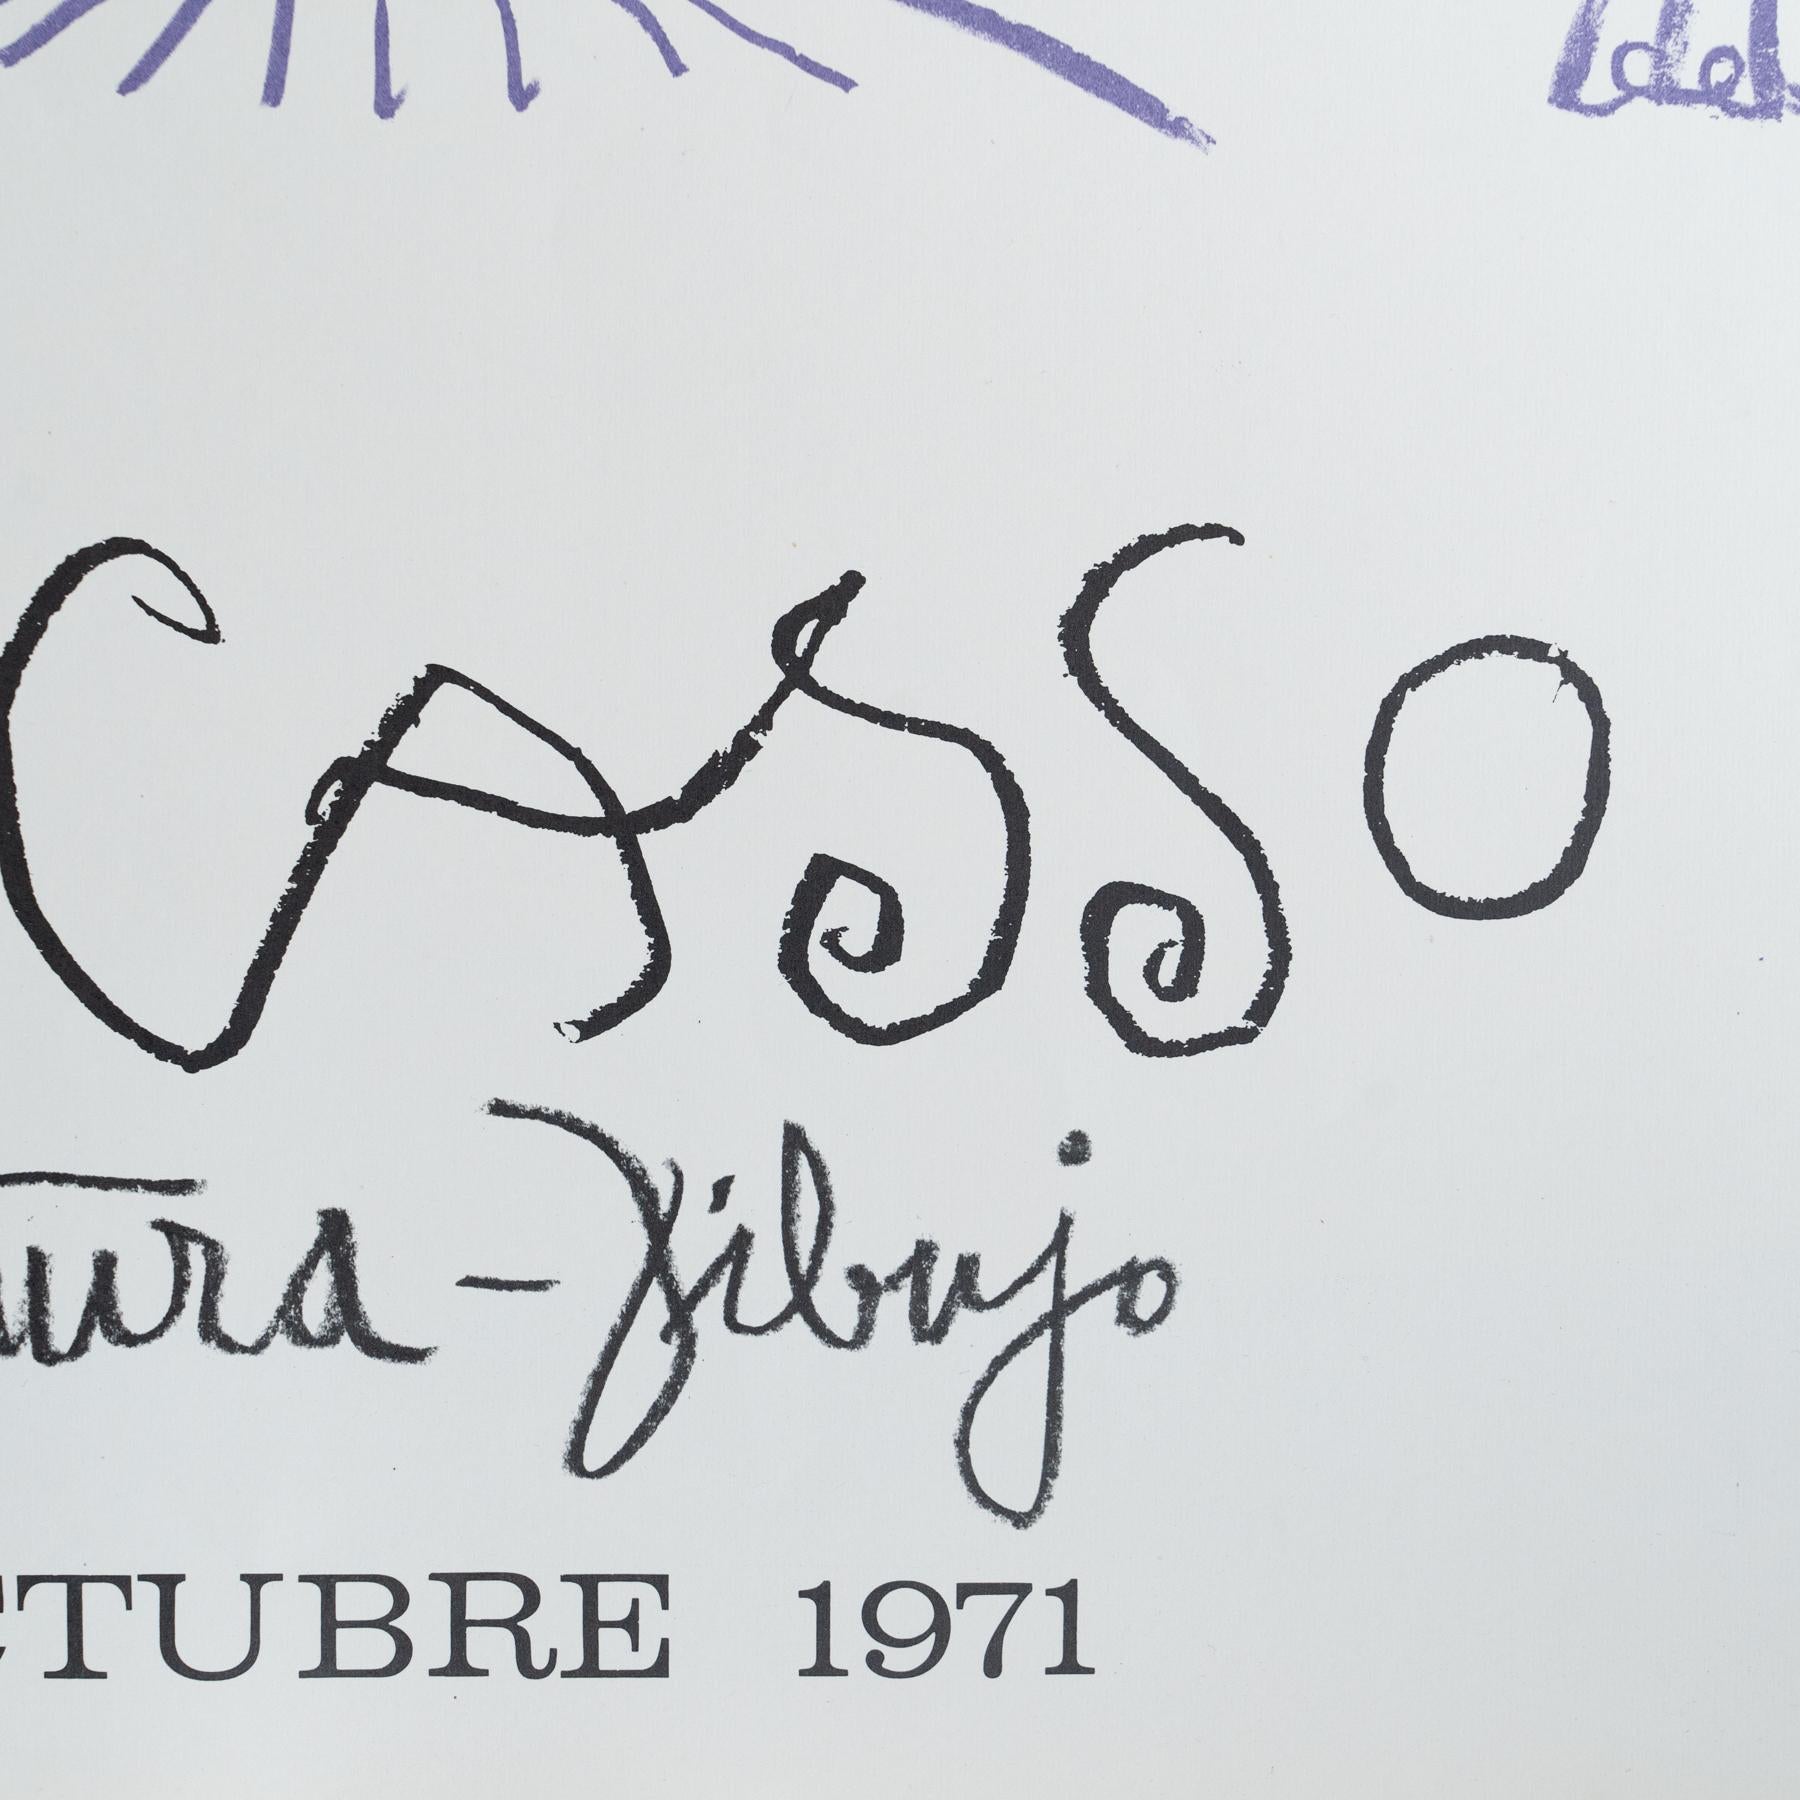 Casso
tura - Dibujo
CTUBRE 1971